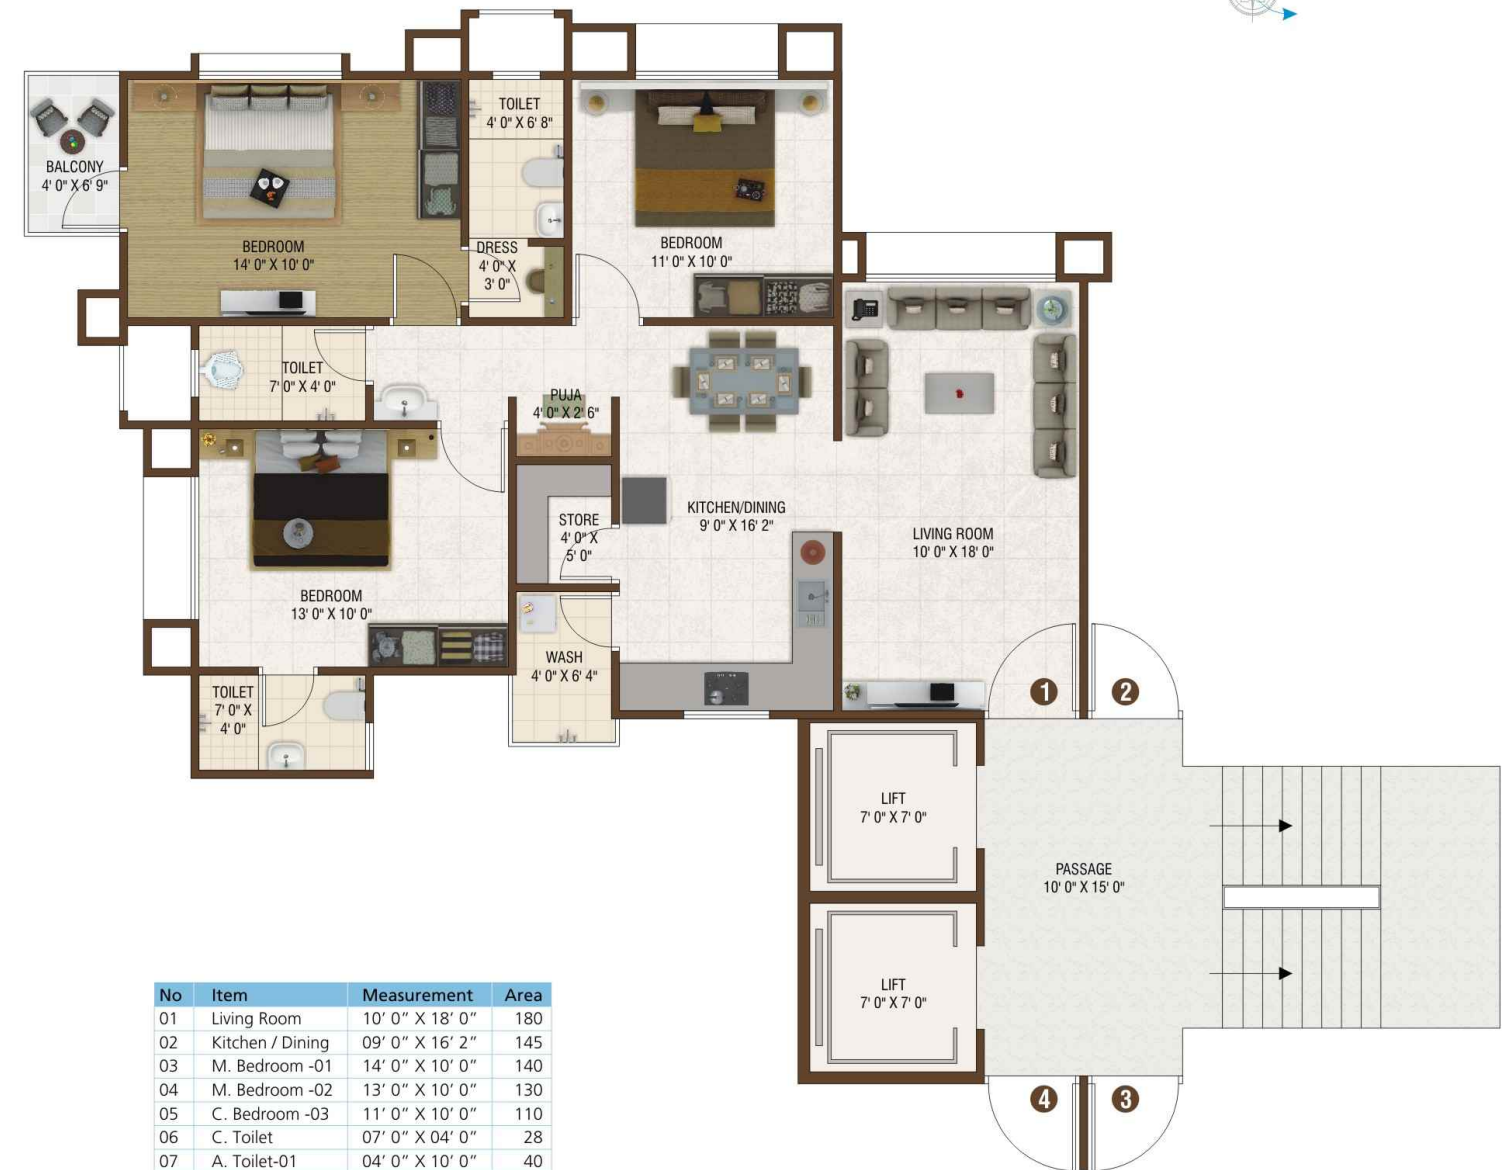 TOILET
4' 0" X 6' 8"
BALCONY
4' 0" X 6' 9"
BEDROOM
14' 0" X 10' 0"
DRESS
4' 0" X
3' 0"
BEDROOM
11' 0" X 10' 0"
TOILET
7' 0" X 4' 0"
PUJA
4' 0" X 2' 6"
KITCHEN/DINING
9' 0" X 16' 2"
STORE
4' 0" X
5' 0"
LIVING ROOM
10' 0" X 18' 0"
BEDROOM
13' 0" X 10' 0"
WASH
4' 0" X 6' 4"
TOILET
7' 0" X
4' 0"
1
2
LIFT
7' 0" X 7' 0"
PASSAGE
10' 0" X 15' 0"
LIFT
7' 0" X 7' 0"
4
3
No Item Measurement Area
01 Living Room 10' 0" X 18' 0" 180
02 Kitchen / Dining 09' 0" X 16' 2" 145
03 M. Bedroom -01 14' 0" X 10' 0" 140
04 M. Bedroom -02 13' 0" X 10' 0" 130
05 C. Bedroom -03 11' 0" X 10' 0" 110
06 C. Toilet 07' 0" X 04' 0" 28
07 A. Toilet-01 04' 0" X 10' 0" 40